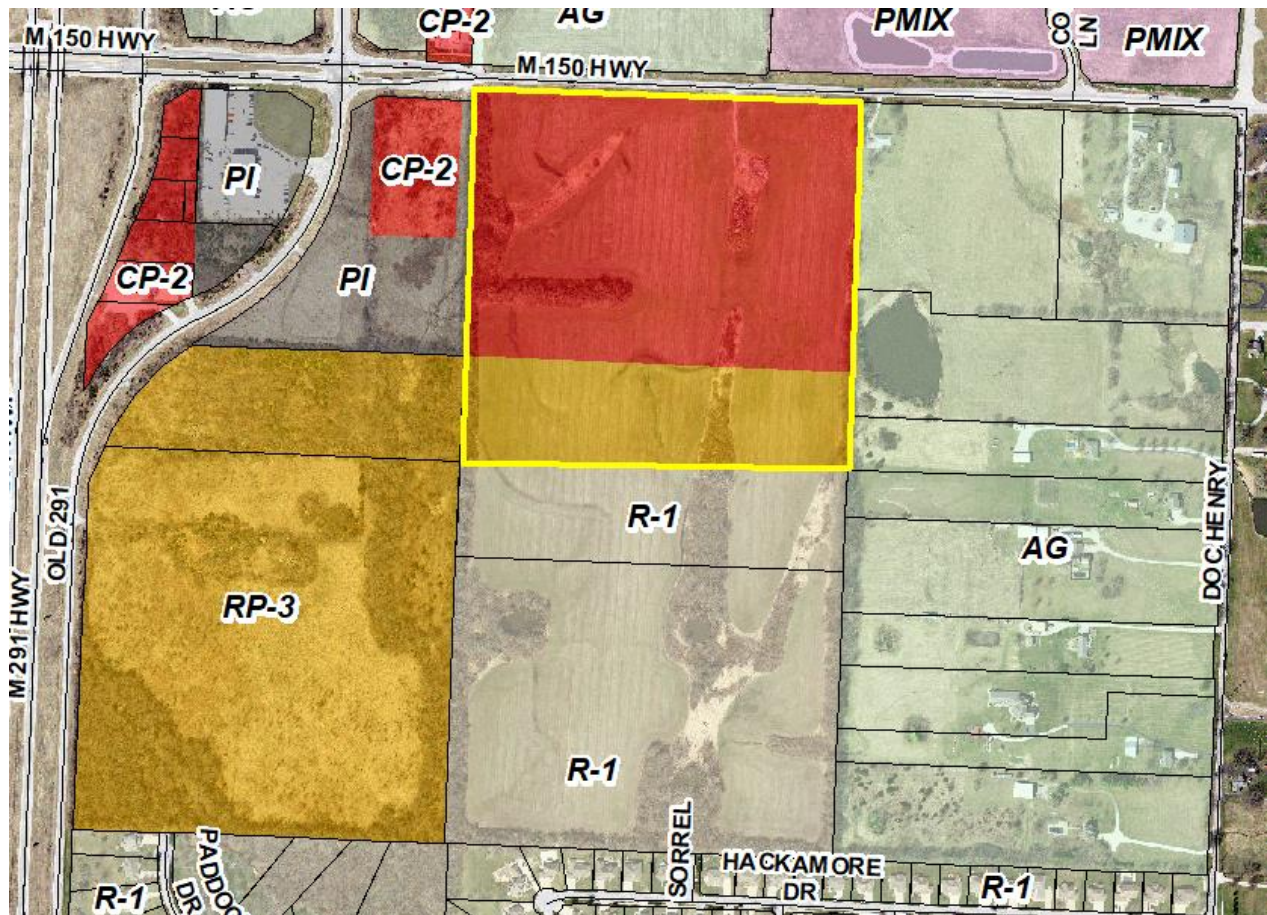 CP-2
AG
PMIX
CO
LN
PMIX
M 150 HWY
M 150 HWY
PI
CP-2
CP-2
PI
R-1
AG
OLD 291
DOC HENRY
M 291 HWY
RP-3
R-1
SORREL
HACKAMORE
DR
PADDOC
DR
R-1
R-1